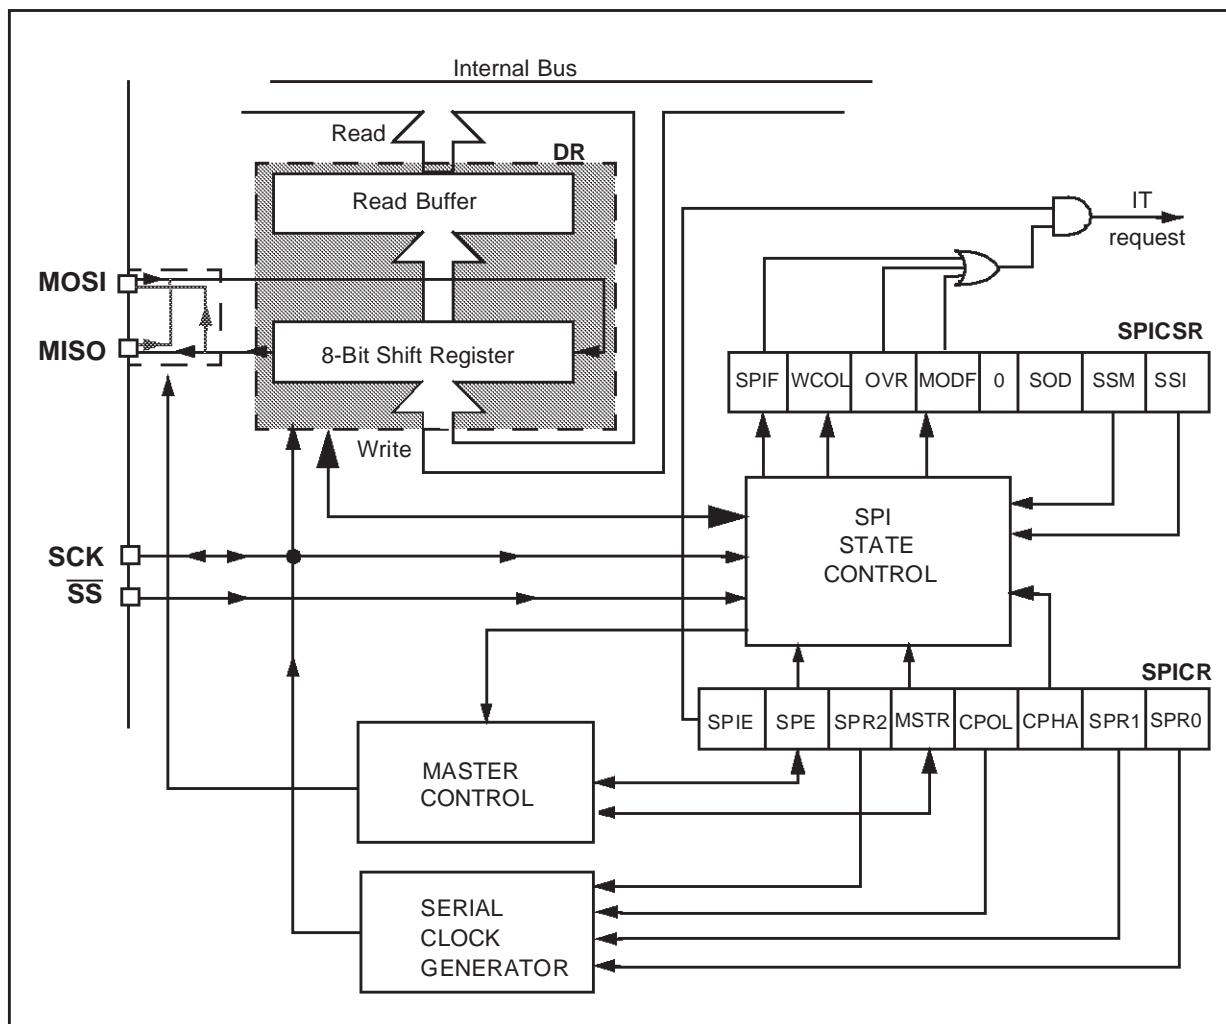 Internal Bus
Read
DR
Read Buffer
IT
request
MOSI
MISO
8-Bit Shift Register
SPICSR
SPIF WCOL OVR MODF 0 SOD SSM SSI
Write
SPI
STATE
CONTROL
SCK
SS
SPICR
SPIE SPE SPR2 MSTR CPOL CPHA SPR1 SPR0
MASTER
CONTROL
SERIAL
CLOCK
GENERATOR